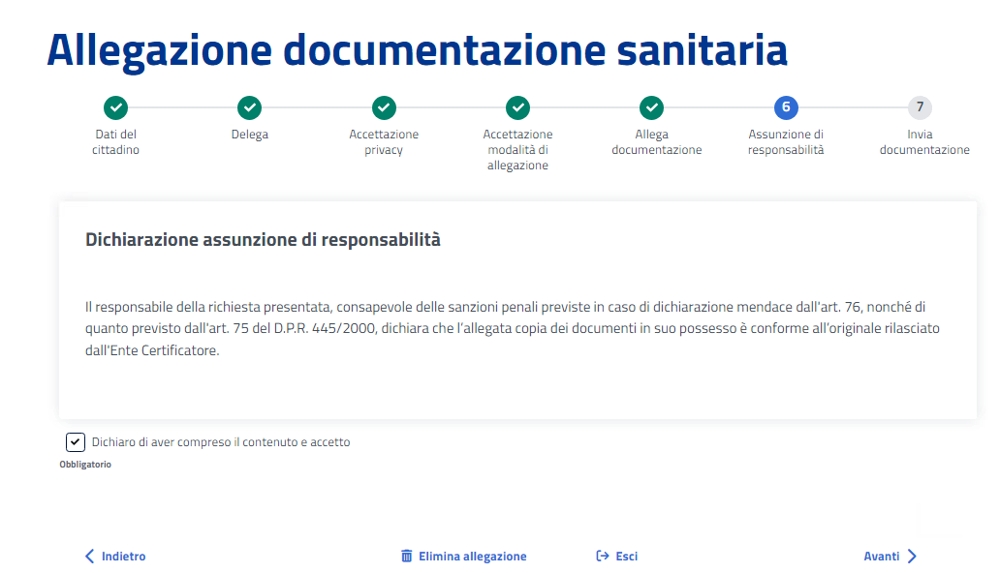 Allegazione documentazione sanitaria
6
7
Dati del
cittadino
Delega
Accettazione
privacy
Accettazione
modalità di
allegazione
Allega
documentazione
Assunzione di
responsabilità
Invia
documentazione
Dichiarazione assunzione di responsabilità
Il responsabile della richiesta presentata, consapevole delle sanzioni penali previste in caso di dichiarazione mendace dall'art. 76, nonché di
quanto previsto dall'art. 75 del D.P.R. 445/2000, dichiara che l’allegata copia dei documenti in suo possesso è conforme all’originale rilasciato
dall'Ente Certificatore.
Dichiaro di aver compreso il contenuto e accetto
Obbligatorio
Indietro
Elimina allegazione
Esci
Avanti